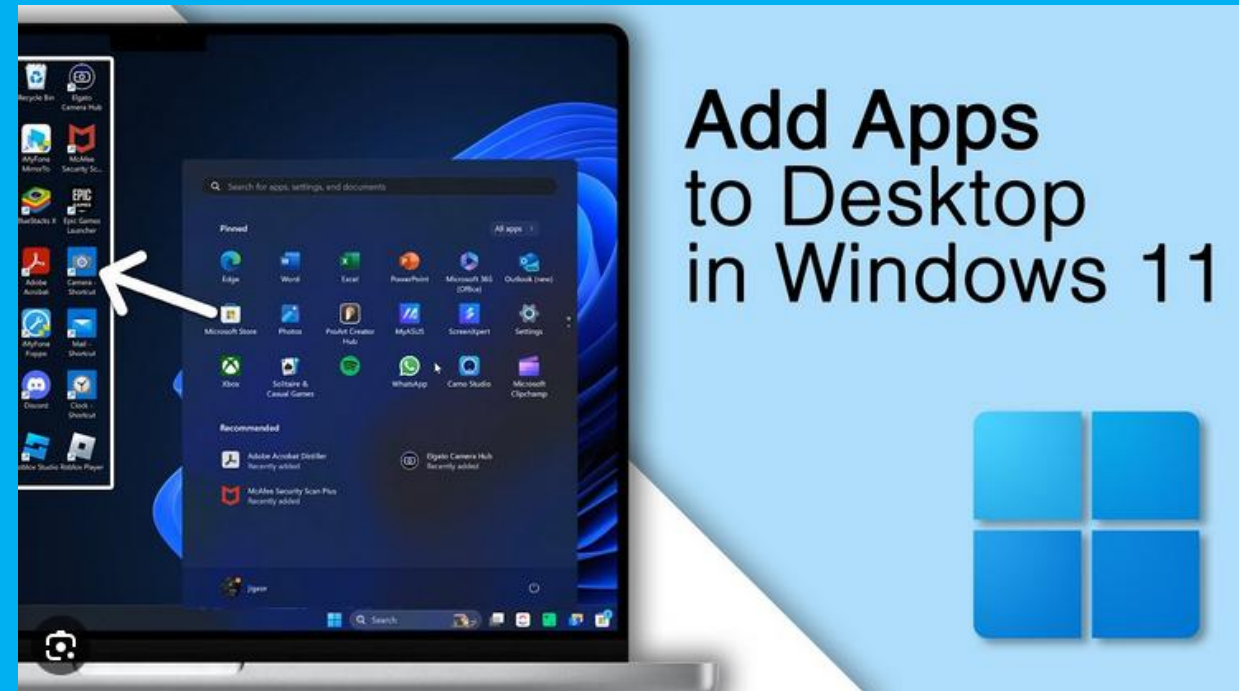 Add Apps
to Desktop
in Windows 11
Recycle Bin
Elgato
Camera Hub
iMyFone
MirrorTo
McAfee
Security Sc...
BlueStacks X
EPIC
GAMES
Epic Games
Launcher
Adobe
Acrobat
Camera -
Shortcut
iMyFone
Mail -
Shortcut
Discord
Clock -
Shortcut
oblox Studio
Roblox Player
Search for apps, settings, and documents
Pinned
All apps
Edge
Word
Excel
PowerPoint
Microsoft 365
(Office)
Outlook (new)
Microsoft Store
Photos
ProArt Creator
Hub
MyASUS
ScreenXpert
Settings
Xbox
Solitaire &
Casual Games
WhatsApp
Camo Studio
Microsoft
Clipchamp
Recommended
Adobe Acrobat Distiller
Recently added
Elgato Camera Hub
Recently added
McAfee Security Scan Plus
Recently added
Search